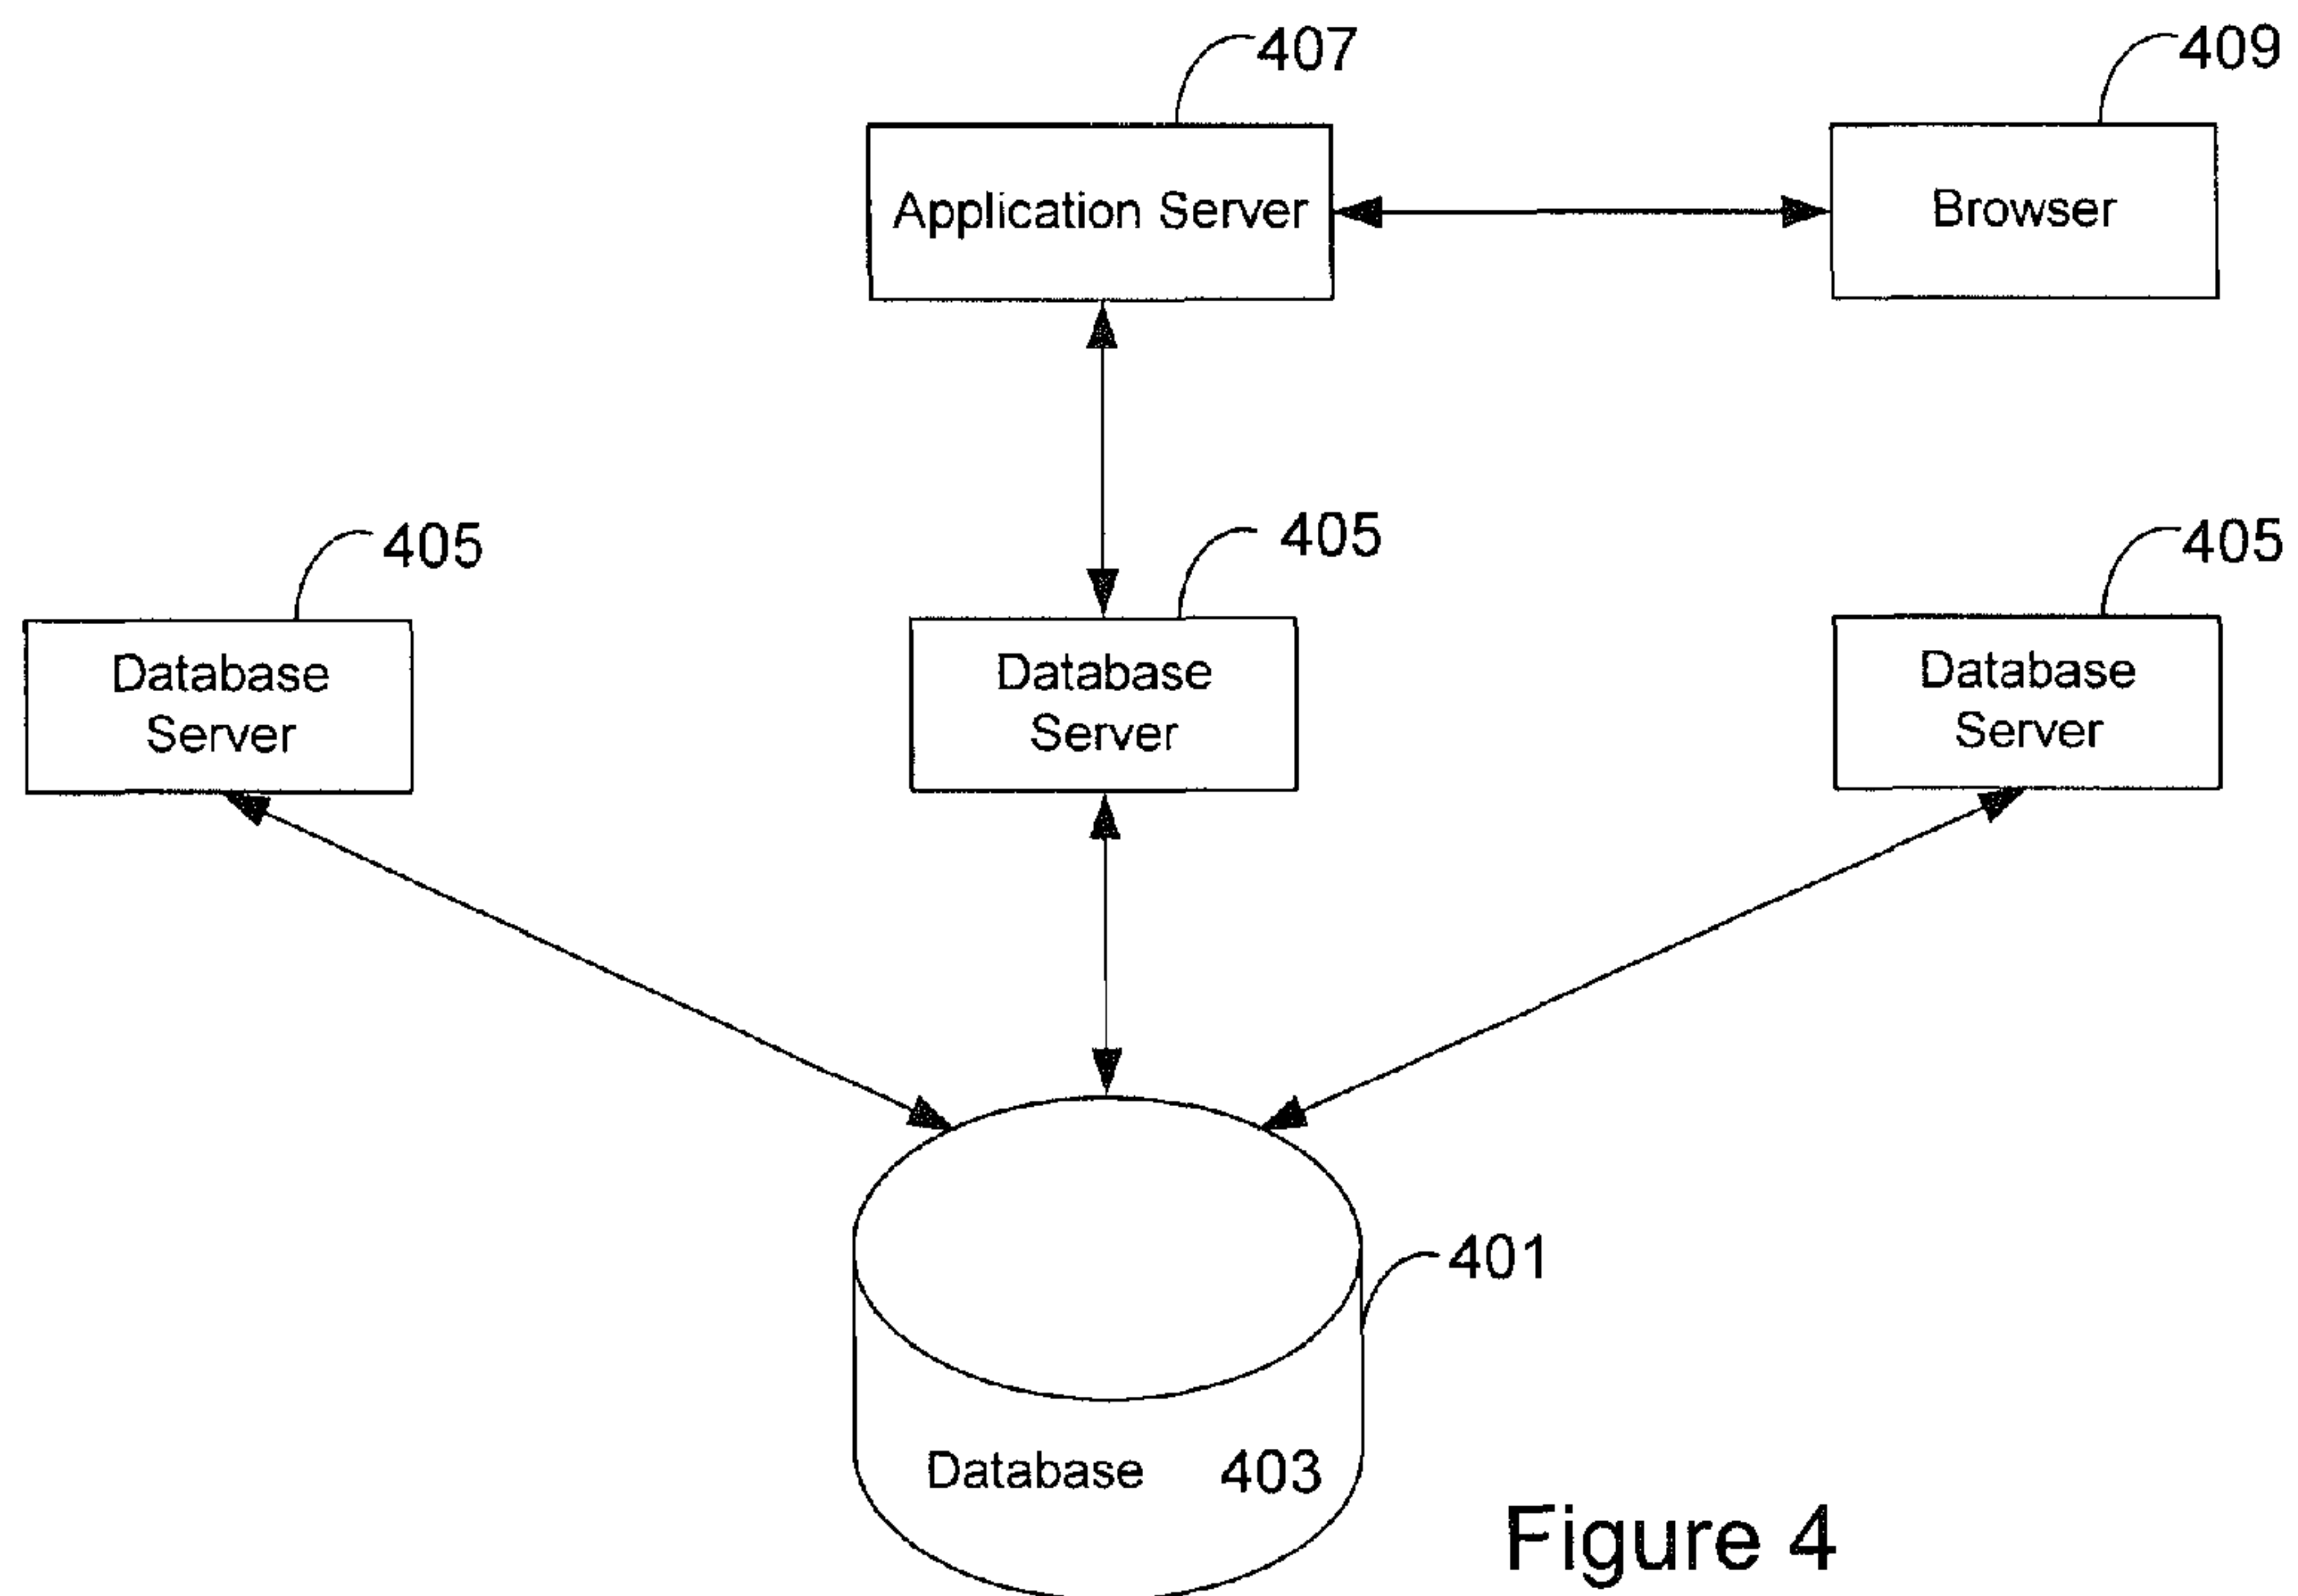 407
409
Application Server
Browser
405
405
405
Database
Server
Database
Server
Database
Server
401
Database 403
Figure 4